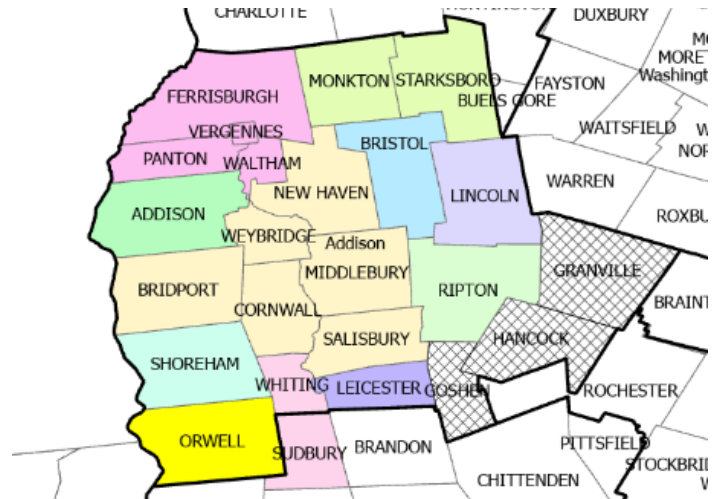 CHARLOTTE
DUXBURY
MONKTON
STARKSBORO
FERRISBURGH
BUELS GORE
FAYSTON
Washingt
VERGENNES
BRISTOL
WAITSFIELD
PANTON
WALTHAM
NEW HAVEN
LINCOLN
WARREN
ADDISON
ROXBU
WEYBRIDGE
Addison
MIDDLEBURY
GRANVILLE
BRIDPORT
RIPTON
BRAINT
CORNWALL
SALISBURY
HANCOCK
SHOREHAM
WHITING
LEICESTER
GOSHEN
ROCHESTER
ORWELL
SUDBURY
BRANDON
PITTSFIELD
STOCKBRID
CHITTENDEN